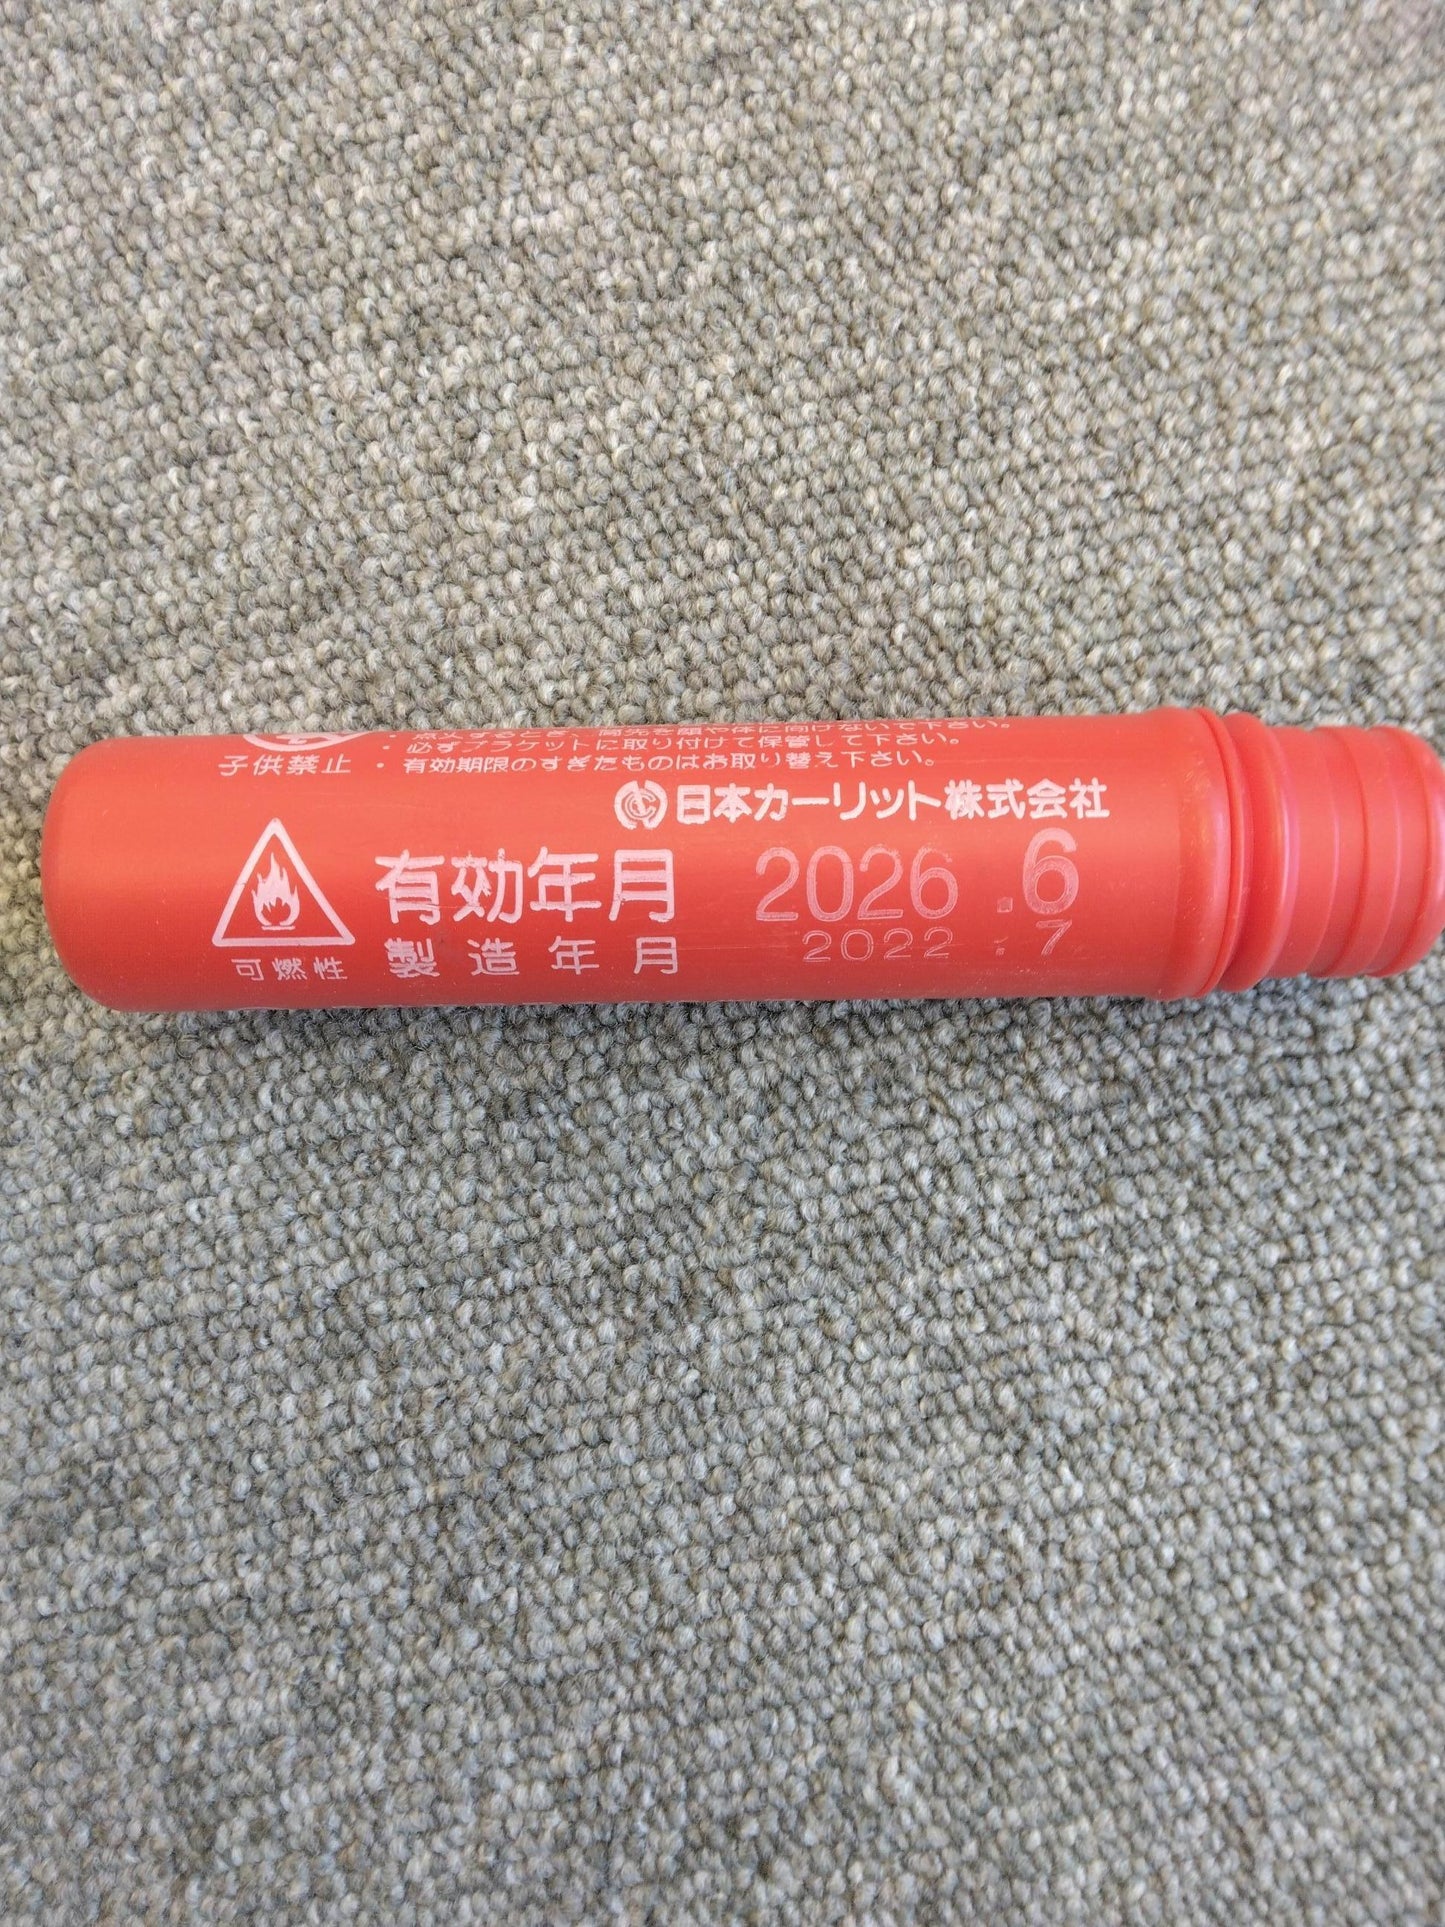 ・点火するとき、筒先を顔や体に向けないで下さい。
・必ずブラケットに取り付けて保管して下さい。
子供禁止 ・有効期限のすぎたものはお取り替え下さい。
日本カーリット株式会社
有効年月 2026.6
製造年月 2022.7
可燃性